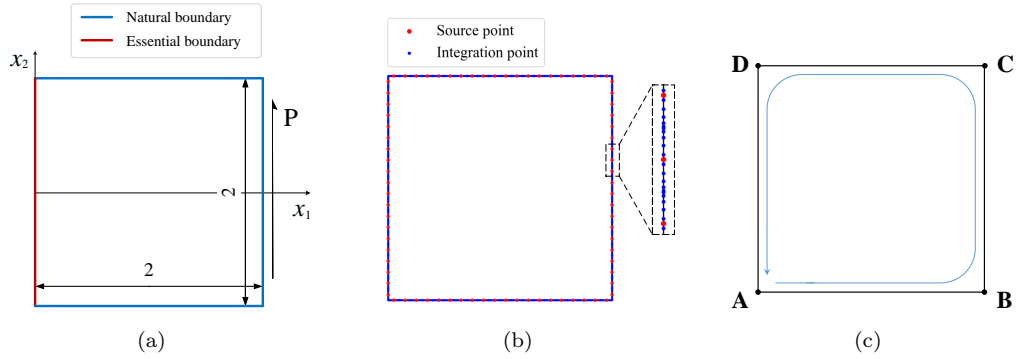 Natural boundary
Essential boundary
x2
P
2
x1
2
(a)
Source point
Integration point
(b)
D
C
A
B
(c)